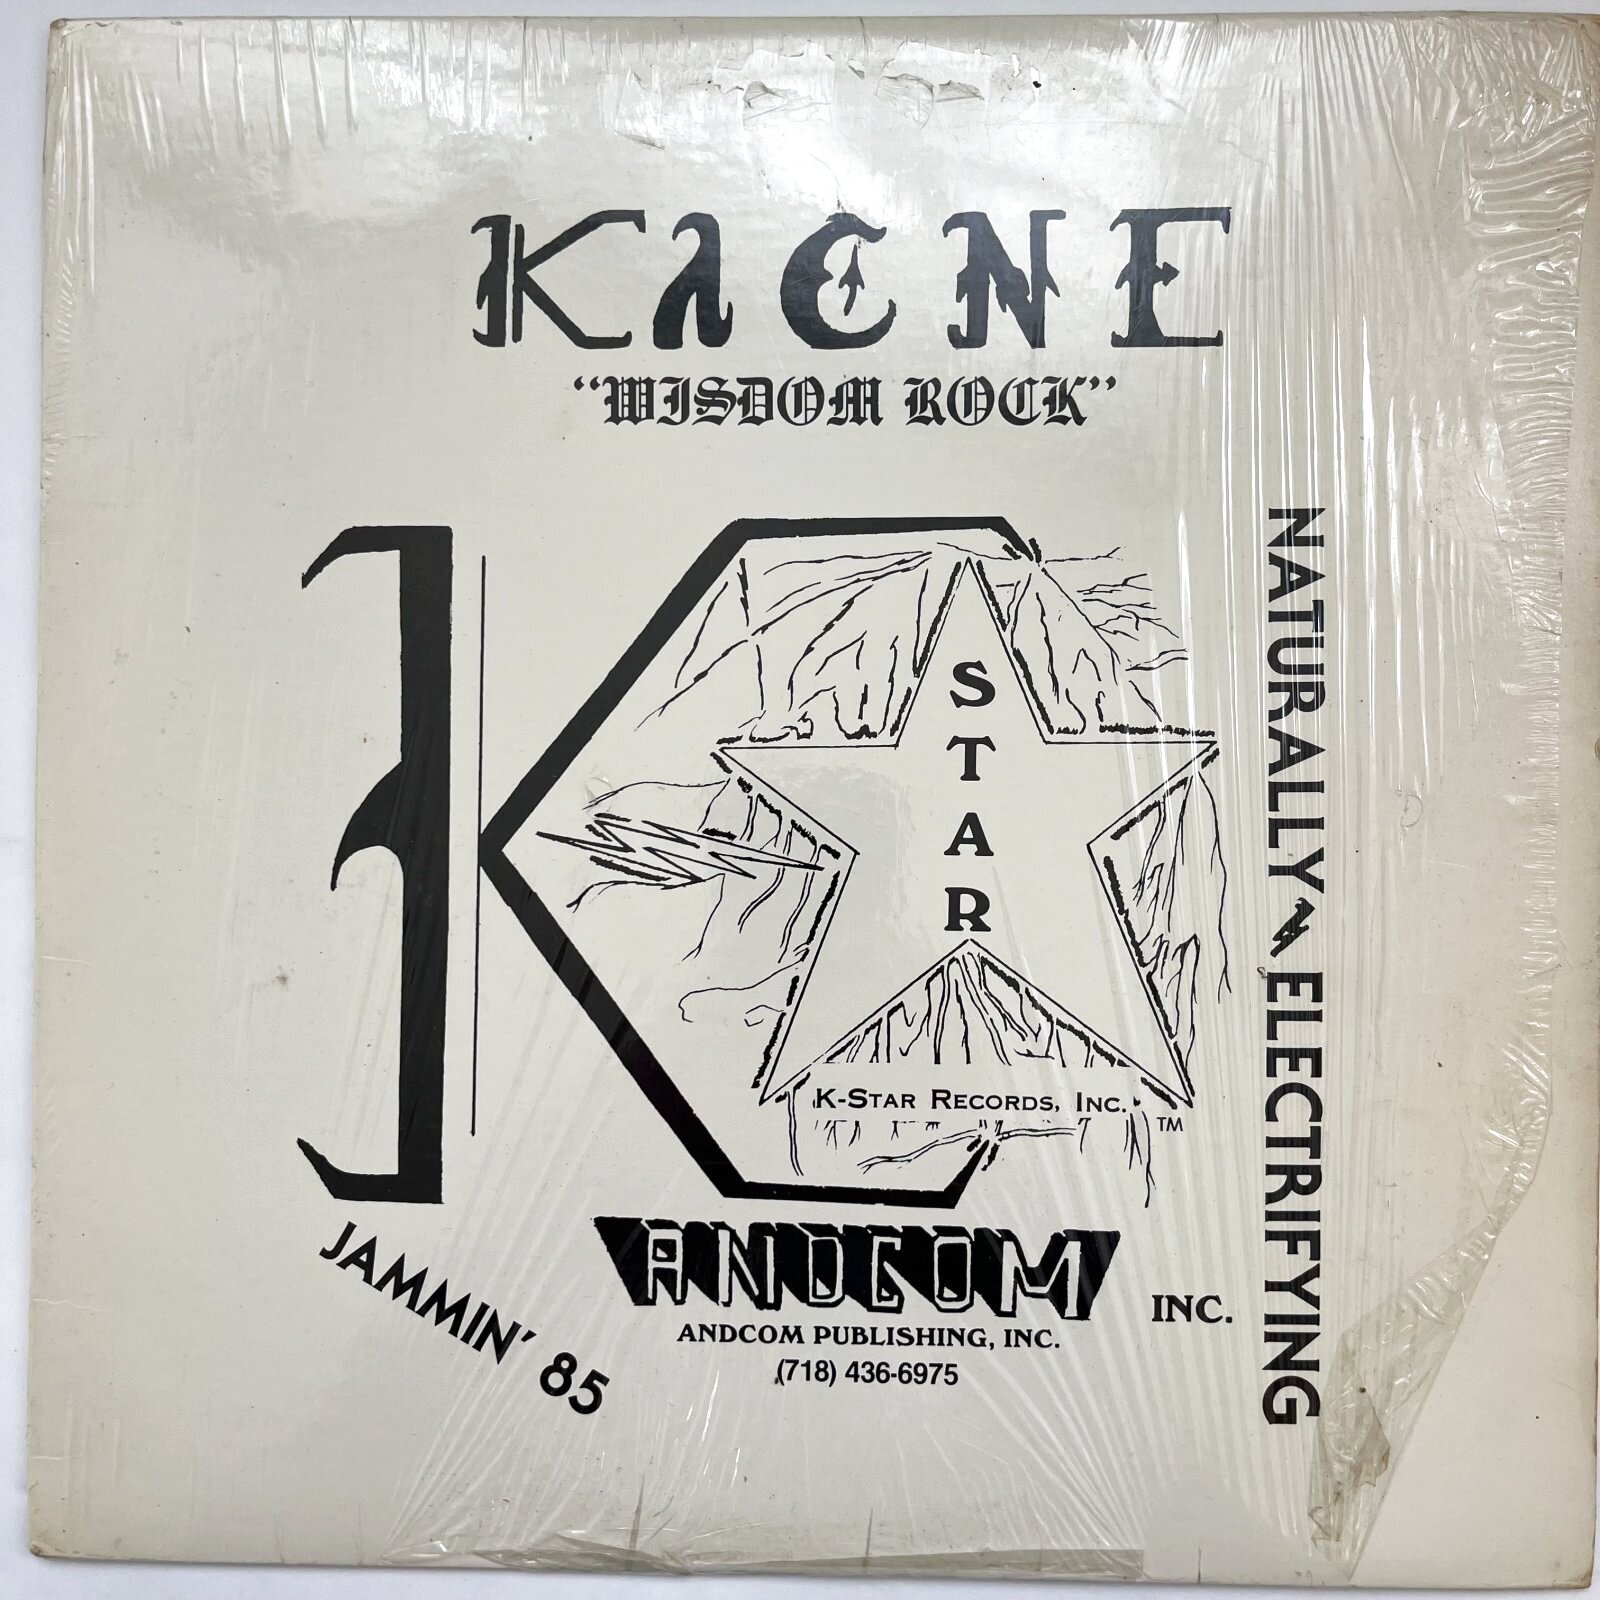 KACNE
“WISDOM ROCK”
K
STAR
K-STAR RECORDS, INC.
TM
NATURALLY ELECTRIFYING
JAMMIN’ 85
ANDCOM INC.
ANDCOM PUBLISHING, INC.
(718) 436-6975